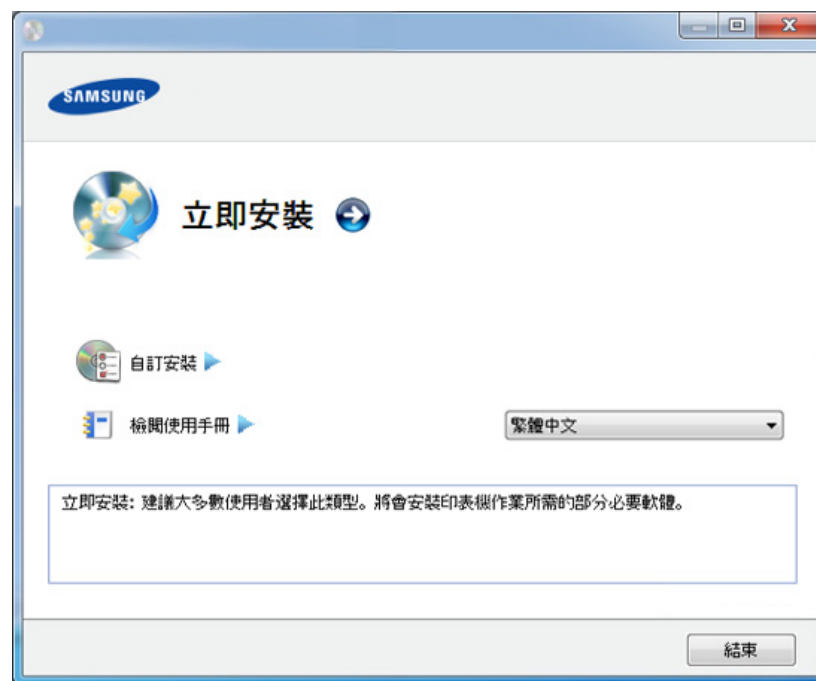 SAMSUNG
立即安裝
自訂安裝
檢閱使用手冊
繁體中文
立即安裝: 建議大多數使用者選擇此類型。將會安裝印表機作業所需的部分必要軟體。
結束